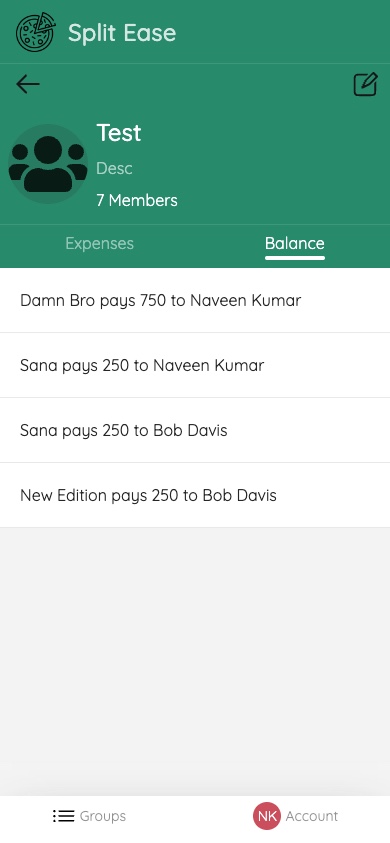 Split Ease
Test
Desc
7 Members
Expenses
Balance
Damn Bro pays 750 to Naveen Kumar
Sana pays 250 to Naveen Kumar
Sana pays 250 to Bob Davis
New Edition pays 250 to Bob Davis
Groups
NK Account